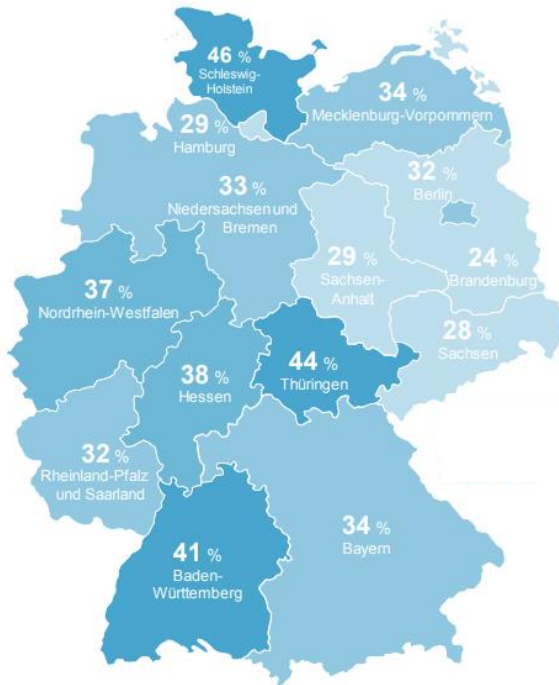 46 %
Schleswig-
Holstein
34 %
Mecklenburg-Vorpommern
29 %
Hamburg
32 %
Berlin
33 %
Niedersachsen und
Bremen
29 %
Sachsen-
Anhalt
24 %
Brandenburg
37 %
Nordrhein-Westfalen
28 %
Sachsen
44 %
Thüringen
38 %
Hessen
32 %
Rheinland-Pfalz
und Saarland
34 %
Bayern
41 %
Baden-
Württemberg